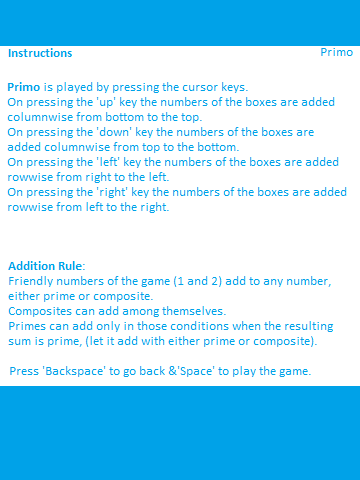 Instructions Primo
Primo is played by pressing the cursor keys.
On pressing the 'up' key the numbers of the boxes are added
columnwise from bottom to the top.
On pressing the 'down' key the numbers of the boxes are
added columnwise from top to the bottom.
On pressing the 'left' key the numbers of the boxes are added
rowwise from right to the left.
On pressing the 'right' key the numbers of the boxes are added
rowwise from left to the right.
Addition Rule:
Friendly numbers of the game (1 and 2) add to any number,
either prime or composite.
Composites can add among themselves.
Primes can add only in those conditions when the resulting
sum is prime, (let it add with either prime or composite).
Press 'Backspace' to go back &'Space' to play the game.